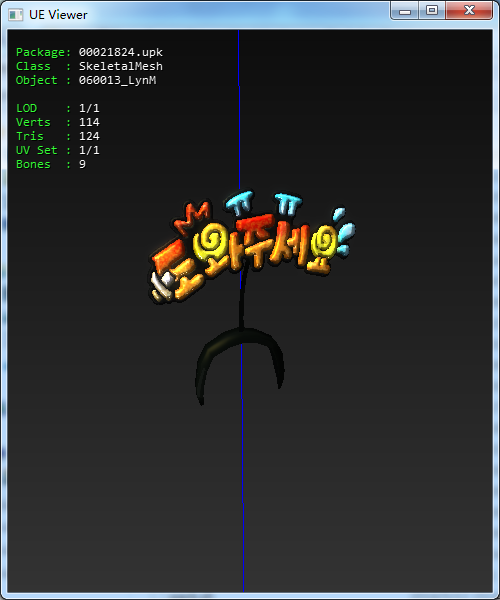 UE Viewer
Package: 00021824.upk
Class : SkeletalMesh
Object : 060013_LynM
LOD : 1/1
Verts : 114
Tris : 124
UV Set : 1/1
Bones : 9
ㅠ ㅠ
도와주세요